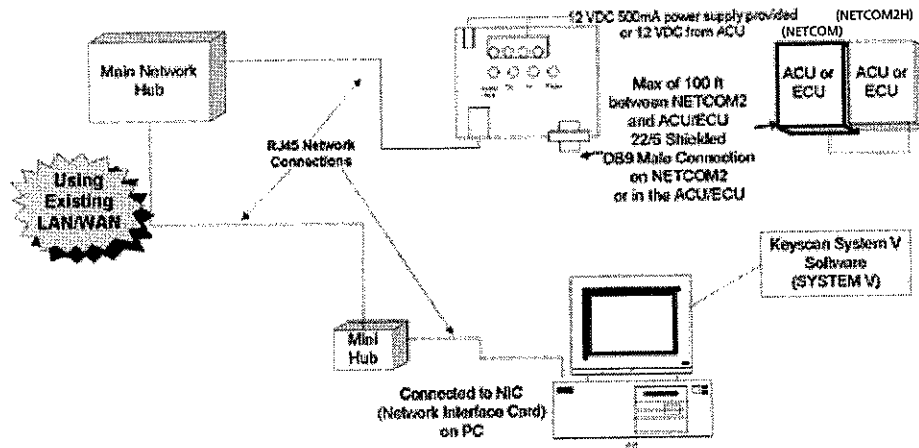 12 VDC 500mA power supply provided
or 12 VDC from ACU
(NETCOM2H)
(NETCOM)
Main Network
Hub
ACU or
ECU
ACU or
ECU
Max of 100 ft
between NETCOM2
and ACU/ECU
22/5 Shielded
DB9 Male Connection
on NETCOM2
or in the ACU/ECU
RJ45 Network
Connections
Using
Existing
LAN/WAN
Keyscan System V
Software
(SYSTEM V)
Mini
Hub
Connected to NIC
(Network Interface Card)
on PC